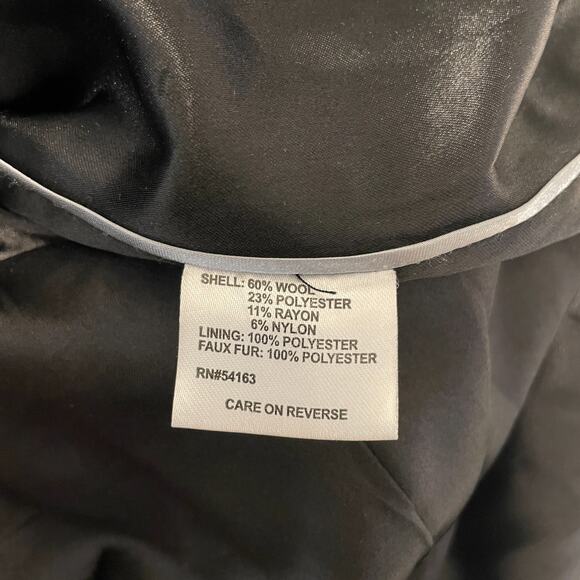 SHELL: 60% WOOL
23% POLYESTER
11% RAYON
6% NYLON
LINING: 100% POLYESTER
FAUX FUR: 100% POLYESTER
RN#54163
CARE ON REVERSE